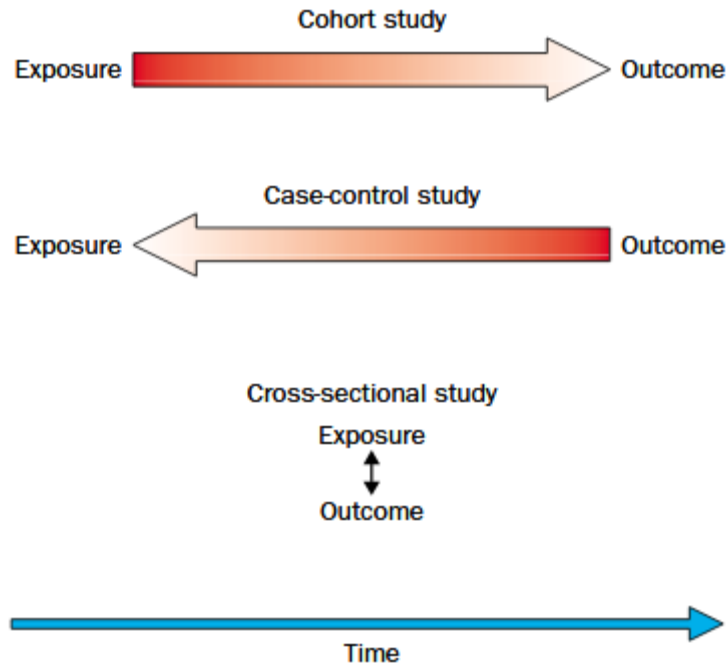 Cohort study
Exposure Outcome
Case-control study
Exposure Outcome
Cross-sectional study
Exposure
Outcome
Time